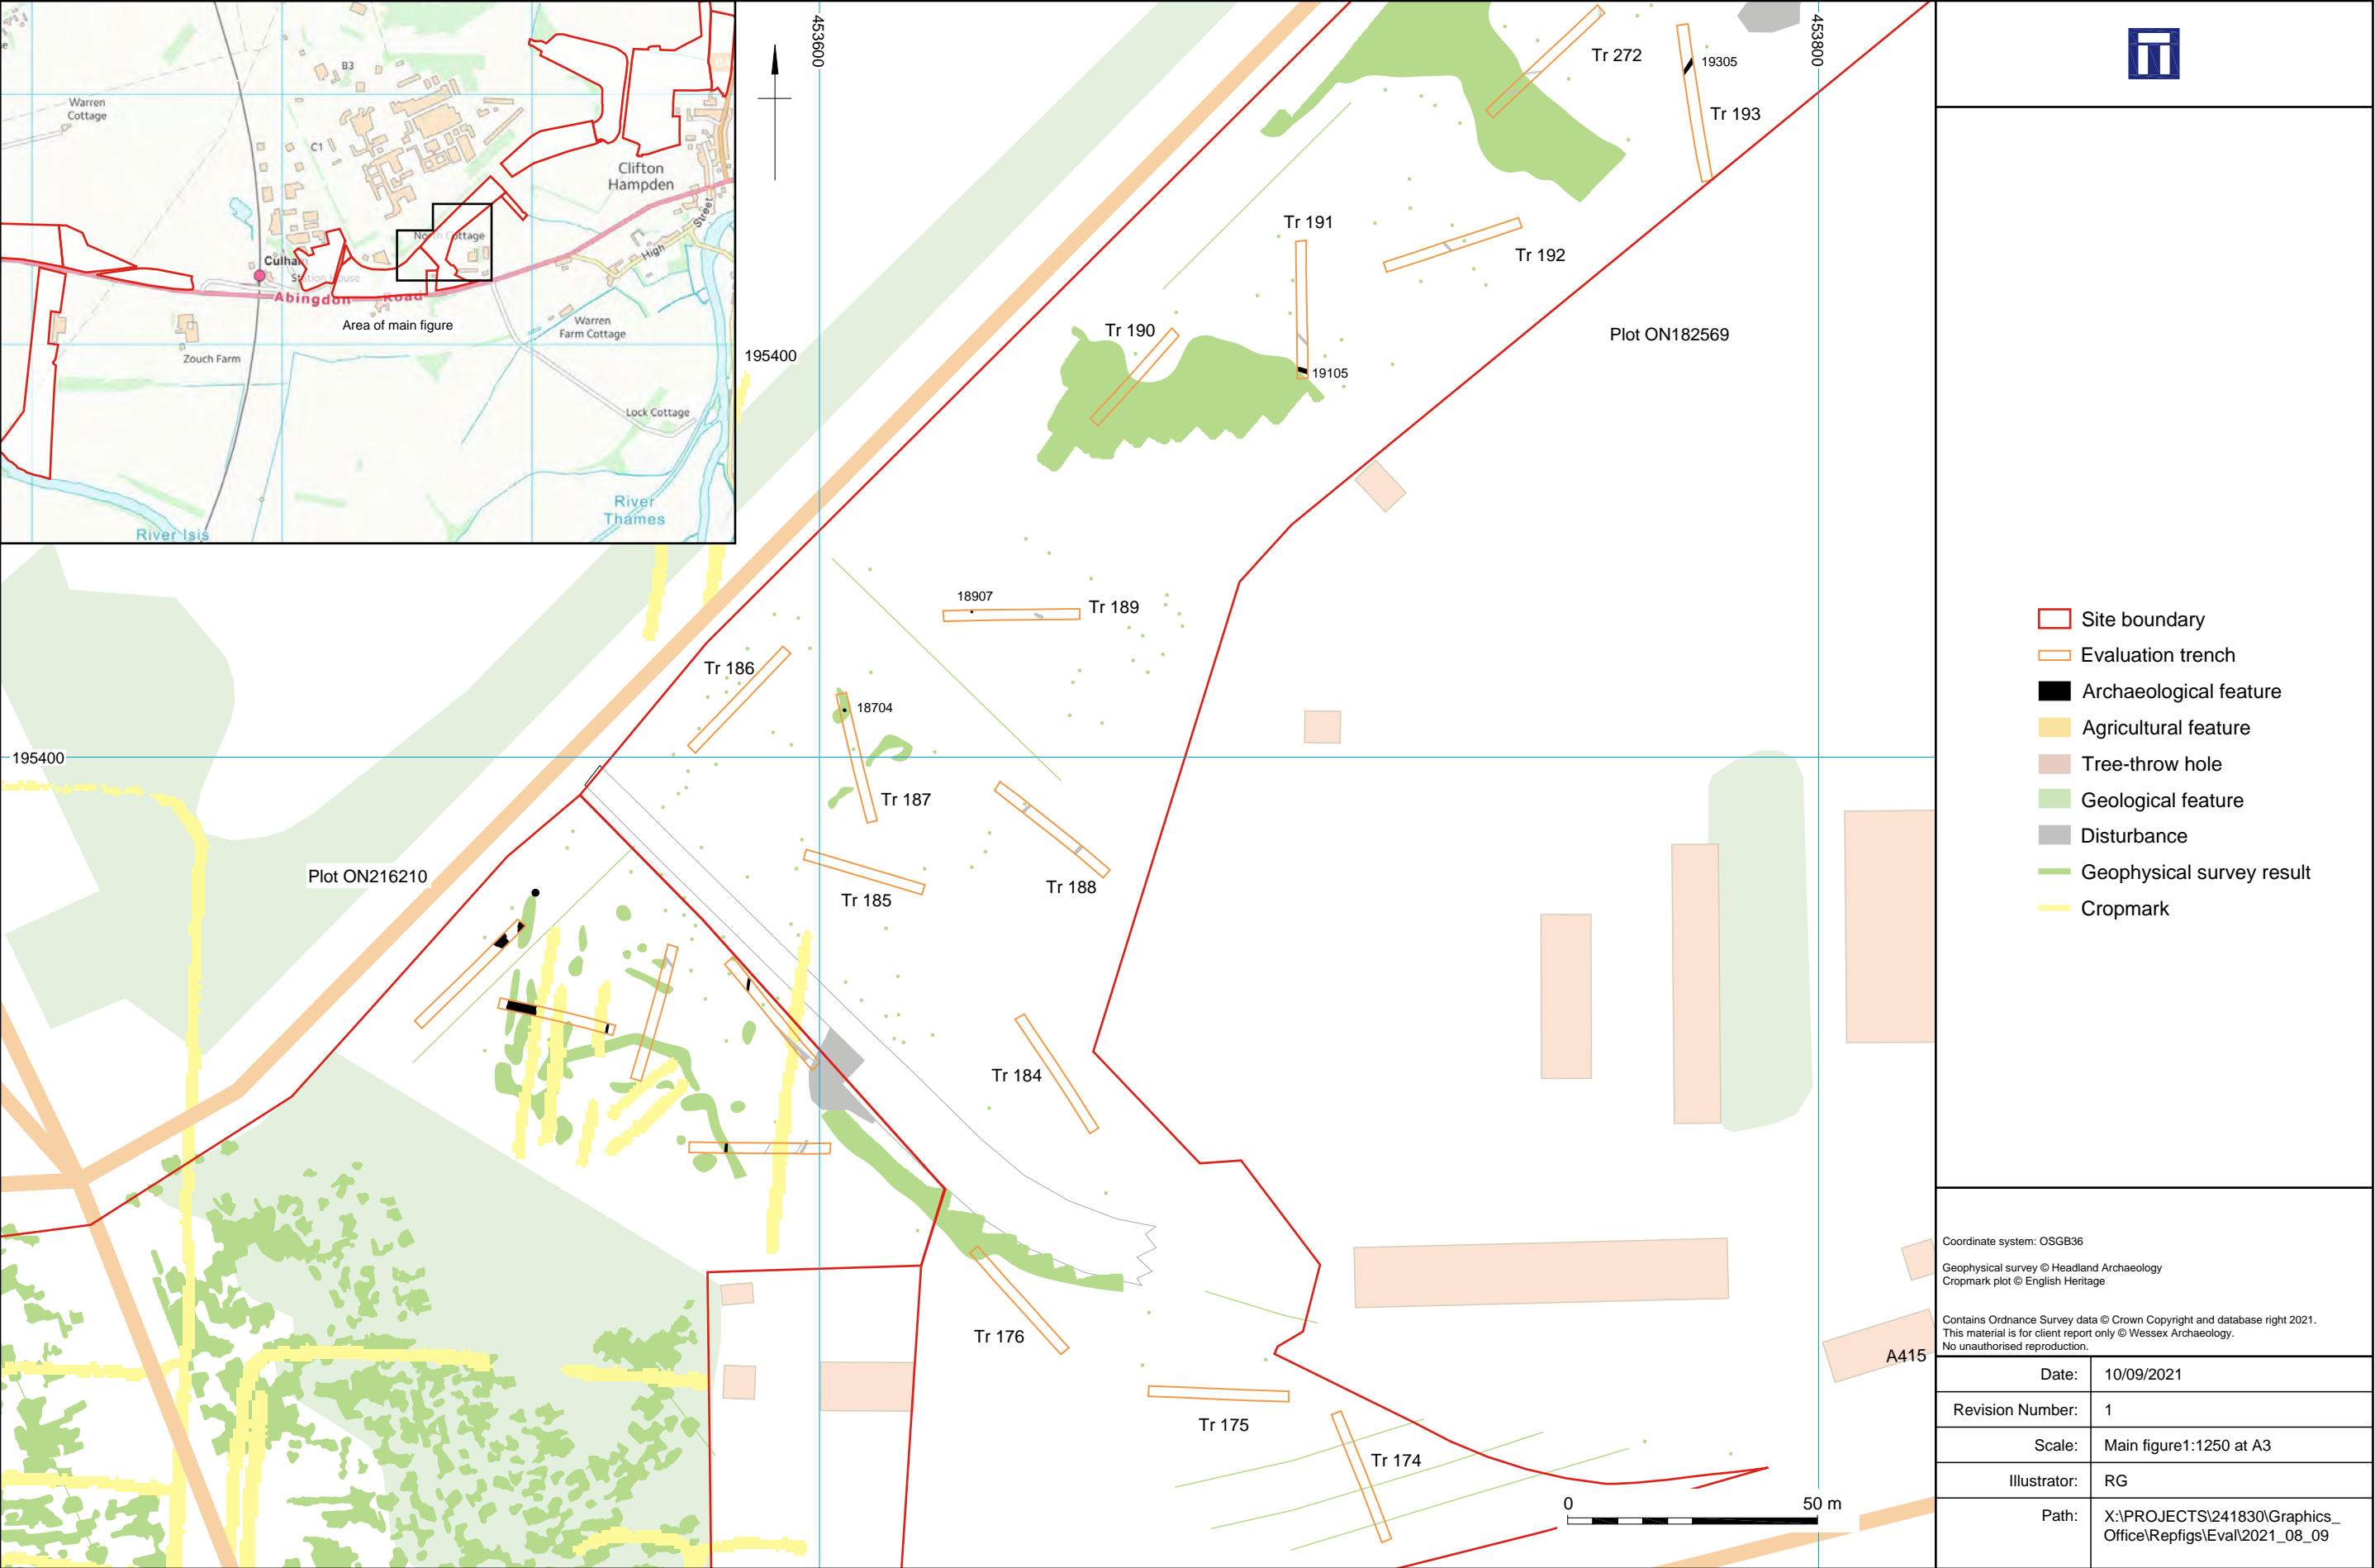 Warren
Cottage
B3
B4
C1
Clifton
Hampden
North Cottage
Culham
Station House
Abingdon Road
High Street
Area of main figure
Warren
Farm Cottage
Zouch Farm
Lock Cottage
River
Thames
River Isis
453600
453800
195400
195400
Tr 272
19305
Tr 193
Tr 191
Tr 192
Tr 190
19105
Plot ON182569
18907
Tr 189
Tr 186
18704
Tr 187
Tr 188
Tr 185
Plot ON216210
Tr 184
Tr 176
Tr 175
Tr 174
A415
0 50 m
Site boundary
Evaluation trench
Archaeological feature
Agricultural feature
Tree-throw hole
Geological feature
Disturbance
Geophysical survey result
Cropmark
Coordinate system: OSGB36
Geophysical survey © Headland Archaeology
Cropmark plot © English Heritage
Contains Ordnance Survey data © Crown Copyright and database right 2021.
This material is for client report only © Wessex Archaeology.
No unauthorised reproduction.
Date: 10/09/2021
Revision Number: 1
Scale: Main figure1:1250 at A3
Illustrator: RG
Path: X:\PROJECTS\241830\Graphics_
Office\Repfigs\Eval\2021_08_09